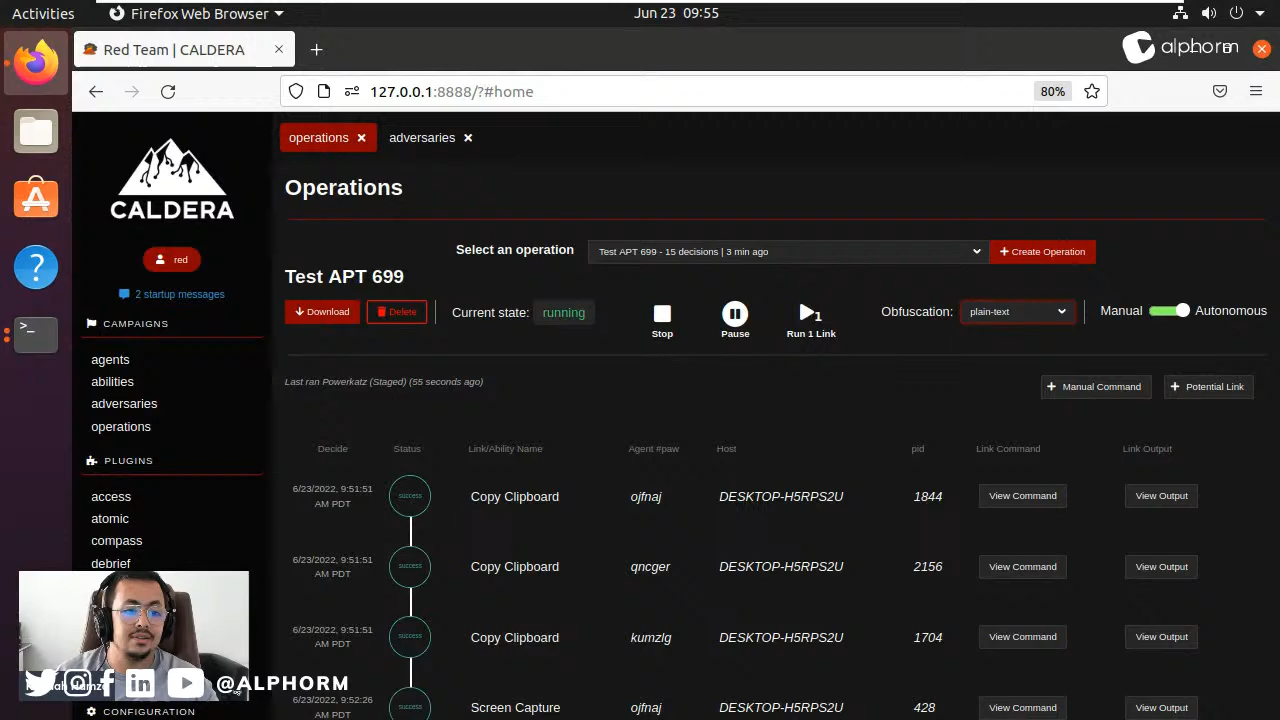 Activities
Firefox Web Browser
Jun 23 09:55
Red Team | CALDERA
alphorm
127.0.0.1:8888/?#home
80%
CALDERA
red
2 startup messages
CAMPAIGNS
agents
abilities
adversaries
operations
PLUGINS
access
atomic
compass
debrief
CONFIGURATION
@ALPHORM
operations
adversaries
Operations
Select an operation
Test APT 699 - 15 decisions | 3 min ago
Create Operation
Test APT 699
Download
Delete
Current state: running
Stop
Pause
1
Run 1 Link
Obfuscation: plain-text
Manual
Autonomous
Last ran Powerkatz (Staged) (55 seconds ago)
Manual Command
Potential Link
Decide Status Link/Ability Name Agent #paw Host pid Link Command Link Output
6/23/2022, 9:51:51
AM PDT
success
Copy Clipboard ojfnaj DESKTOP-H5RPS2U 1844 View Command View Output
6/23/2022, 9:51:51
AM PDT
success
Copy Clipboard qncger DESKTOP-H5RPS2U 2156 View Command View Output
6/23/2022, 9:51:51
AM PDT
success
Copy Clipboard kumzlg DESKTOP-H5RPS2U 1704 View Command View Output
6/23/2022, 9:52:26
AM PDT
success
Screen Capture ojfnaj DESKTOP-H5RPS2U 428 View Command View Output